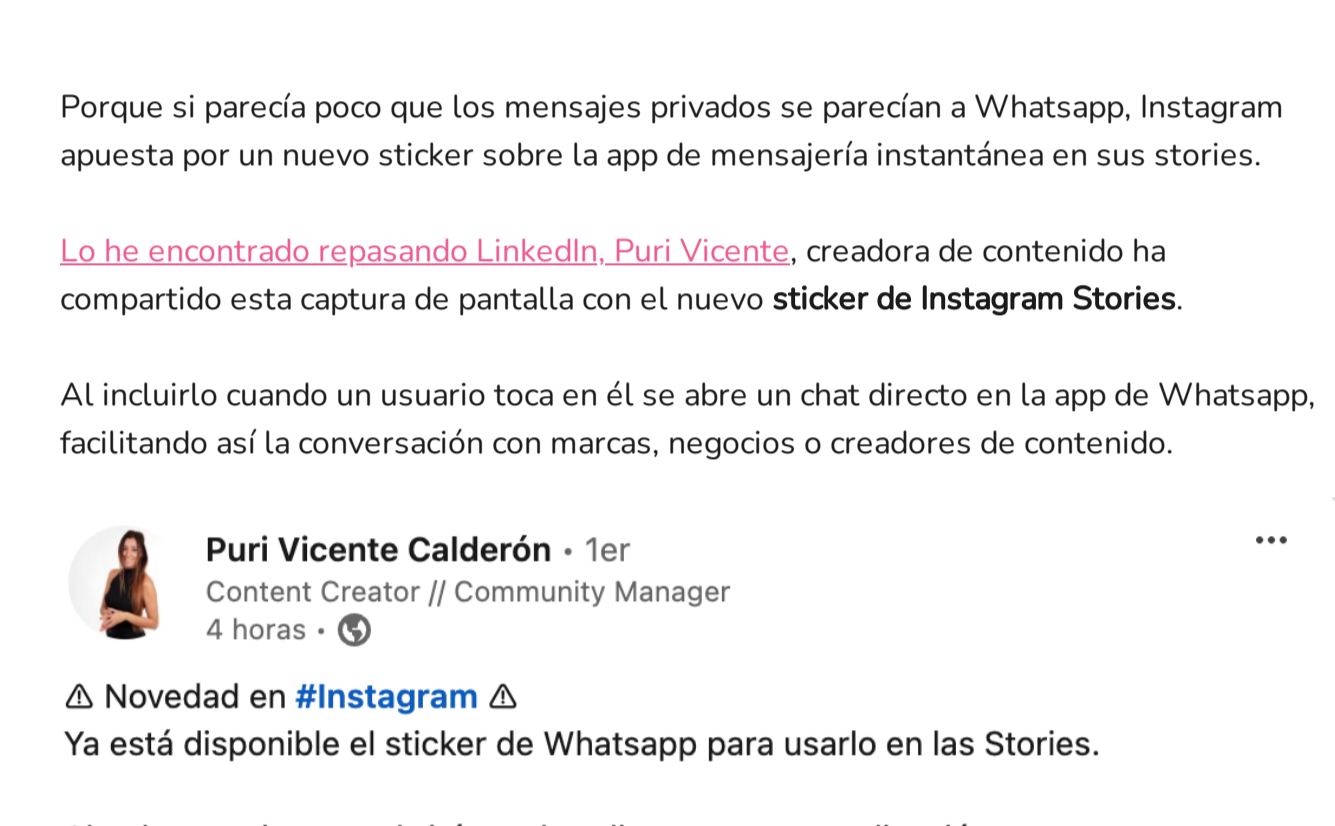 Porque si parecía poco que los mensajes privados se parecían a Whatsapp, Instagram
apuesta por un nuevo sticker sobre la app de mensajería instantánea en sus stories.
Lo he encontrado repasando LinkedIn, Puri Vicente, creadora de contenido ha
compartido esta captura de pantalla con el nuevo sticker de Instagram Stories.
Al incluirlo cuando un usuario toca en él se abre un chat directo en la app de Whatsapp,
facilitando así la conversación con marcas, negocios o creadores de contenido.
Puri Vicente Calderón • 1er
Content Creator // Community Manager
4 horas •
⚠ Novedad en #Instagram ⚠
Ya está disponible el sticker de Whatsapp para usarlo en las Stories.